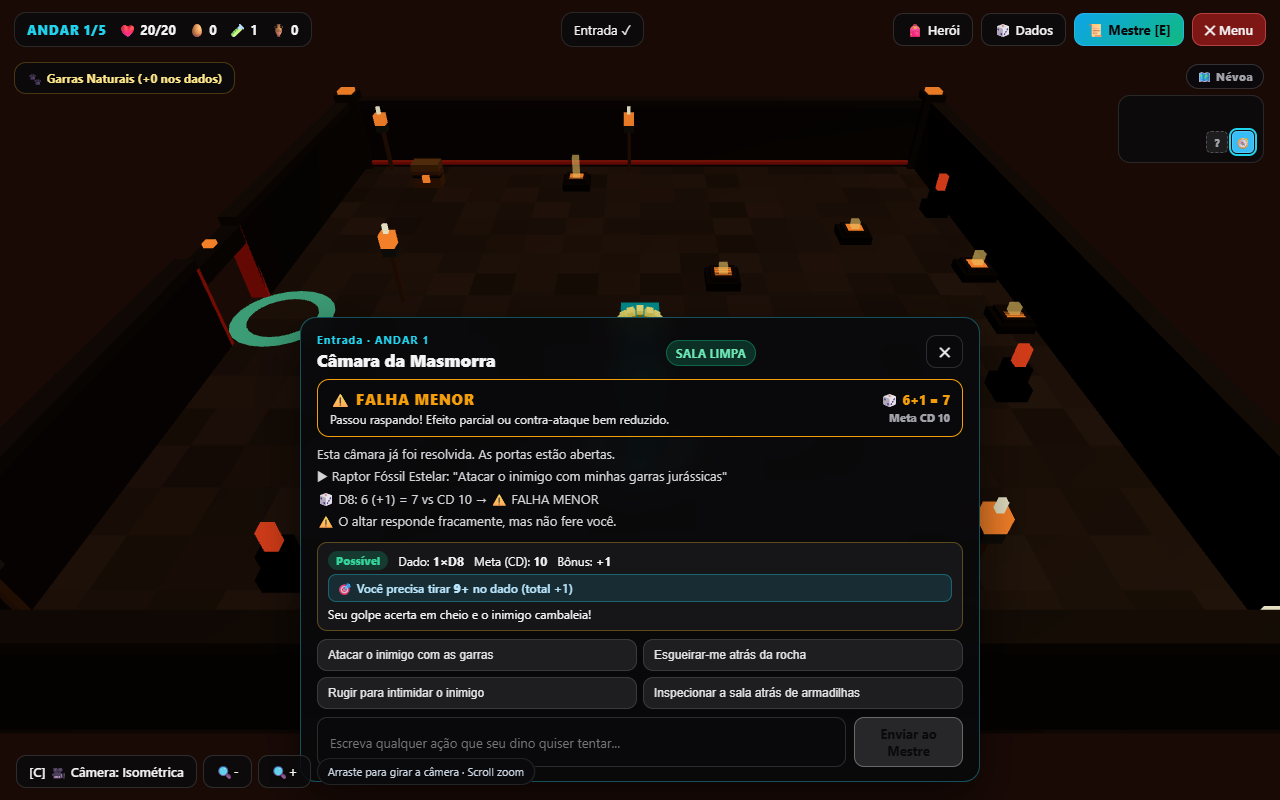 ANDAR 1/5 20/20 0 1 0
Entrada ✓
Herói
Dados
Mestre [E]
✕ Menu
Garras Naturais (+0 nos dados)
Névoa
?
Entrada · ANDAR 1
Câmara da Masmorra
SALA LIMPA
✕
⚠️ FALHA MENOR
🎲 6+1 = 7
Passou raspando! Efeito parcial ou contra-ataque bem reduzido.
Meta CD 10
Esta câmara já foi resolvida. As portas estão abertas.
▶ Raptor Fóssil Estelar: "Atacar o inimigo com minhas garras jurássicas"
🎲 D8: 6 (+1) = 7 vs CD 10 → ⚠️ FALHA MENOR
⚠️ O altar responde fracamente, mas não fere você.
Possível Dado: 1×D8 Meta (CD): 10 Bônus: +1
🎯 Você precisa tirar 9+ no dado (total +1)
Seu golpe acerta em cheio e o inimigo cambaleia!
Atacar o inimigo com as garras
Esgueirar-me atrás da rocha
Rugir para intimidar o inimigo
Inspecionar a sala atrás de armadilhas
Escreva qualquer ação que seu dino quiser tentar...
Enviar ao
Mestre
[C] 🎥 Câmera: Isométrica
🔍-
🔍+
Arraste para girar a câmera · Scroll zoom